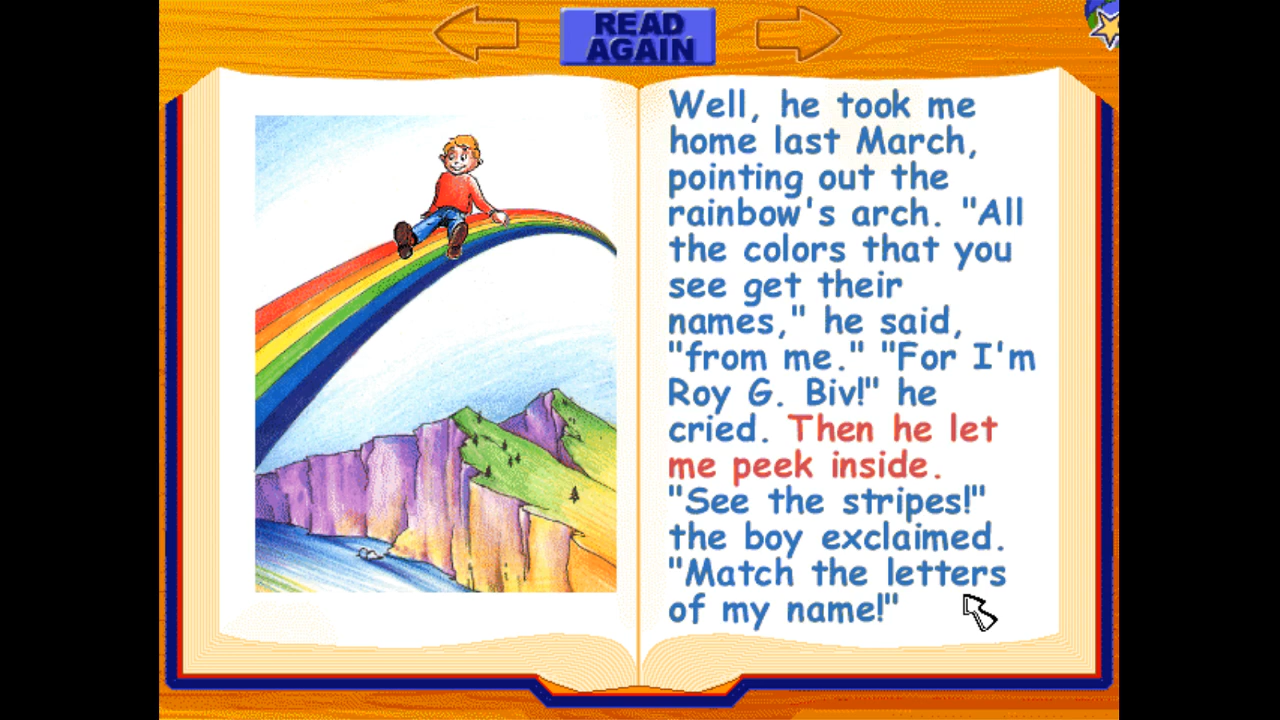 READ
AGAIN
Well, he took me
home last March,
pointing out the
rainbow's arch. "All
the colors that you
see get their
names," he said,
"from me." "For I'm
Roy G. Biv!" he
cried. Then he let
me peek inside.
"See the stripes!"
the boy exclaimed.
"Match the letters
of my name!"